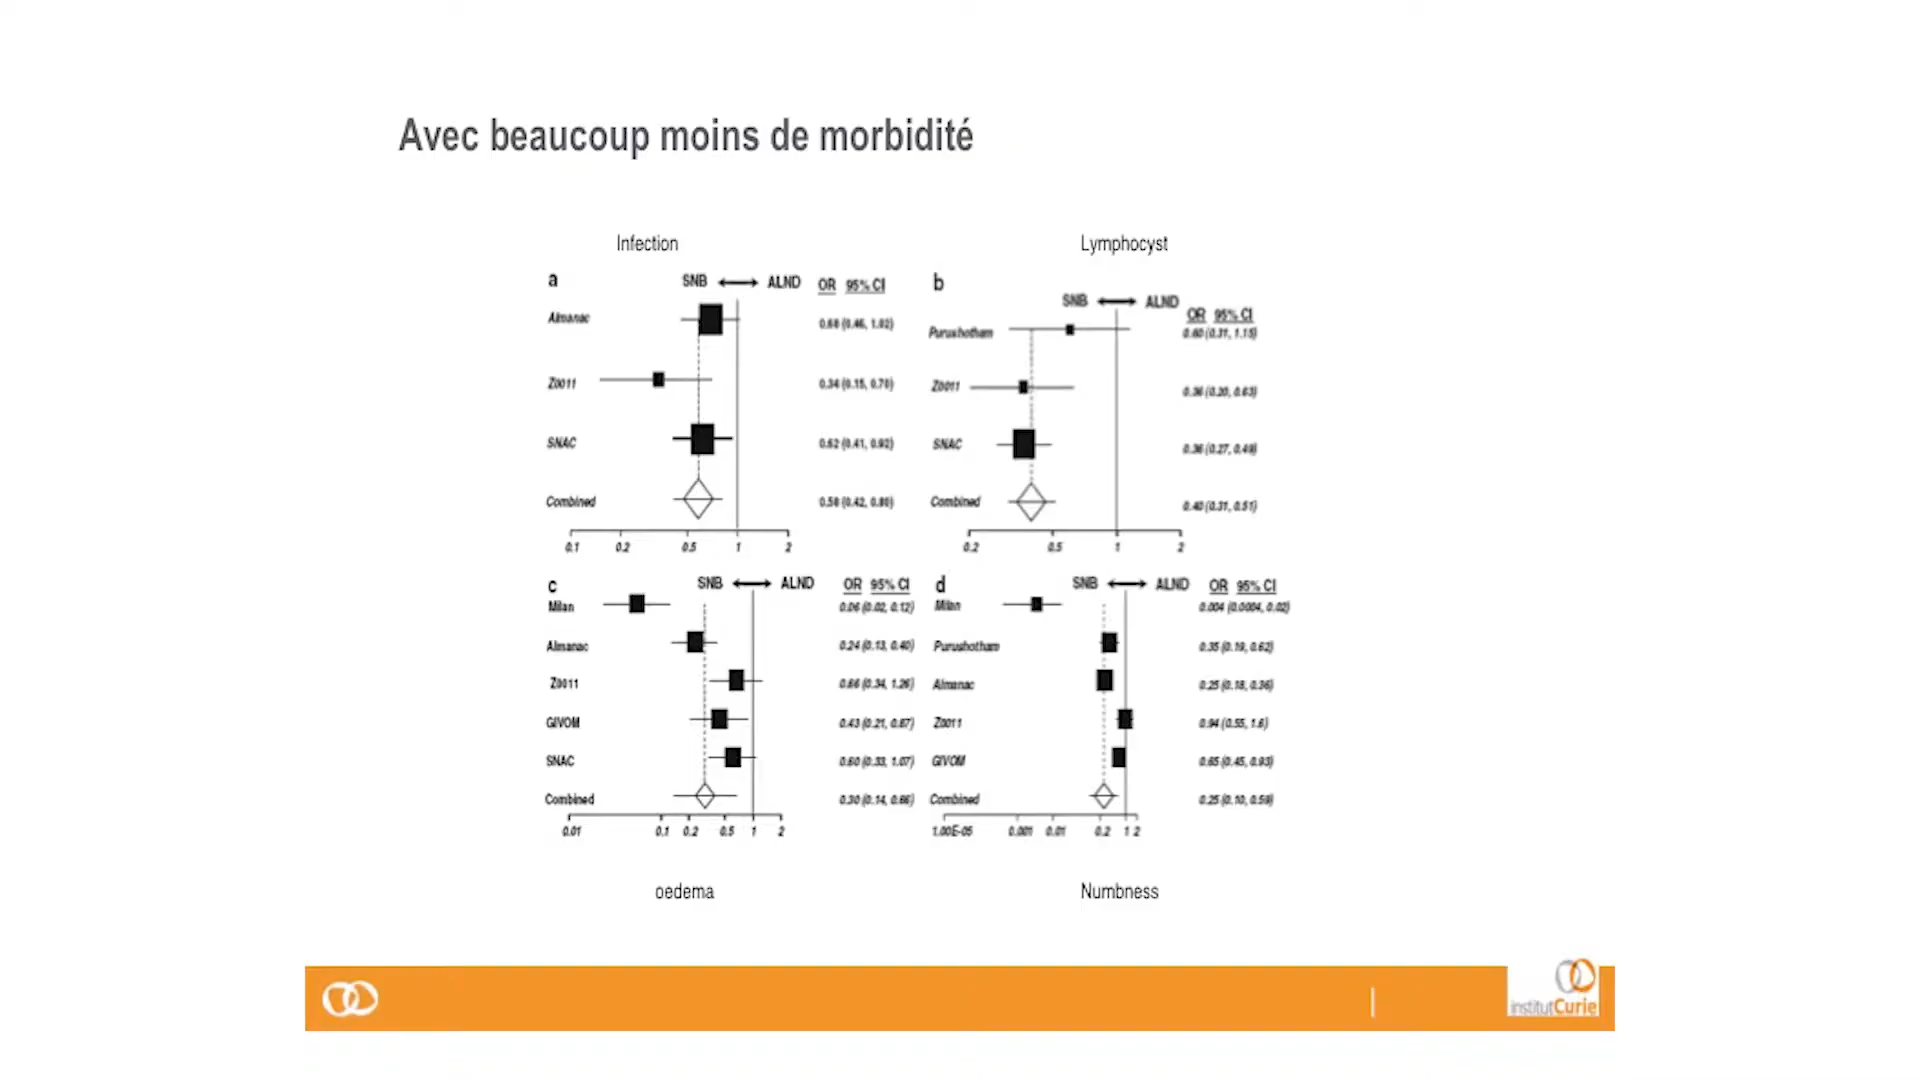 Avec beaucoup moins de morbidité
Infection
a SNB ALND OR 95% CI
Almanac 0.68 (0.46, 1.02)
Z0011 0.34 (0.15, 0.70)
SNAC 0.62 (0.41, 0.92)
Combined 0.58 (0.42, 0.80)
0.1 0.2 0.5 1 2
Lymphocyst
b SNB ALND OR 95% CI
Purushotham 0.60 (0.31, 1.15)
Z0011 0.36 (0.20, 0.63)
SNAC 0.36 (0.27, 0.49)
Combined 0.40 (0.31, 0.51)
0.2 0.5 1 2
c SNB ALND OR 95% CI
Milan 0.06 (0.02, 0.12)
Almanac 0.24 (0.13, 0.40)
Z0011 0.66 (0.34, 1.26)
GIVOM 0.43 (0.21, 0.87)
SNAC 0.60 (0.33, 1.07)
Combined 0.30 (0.14, 0.66)
0.01 0.1 0.2 0.5 1 2
oedema
d SNB ALND OR 95% CI
Milan 0.004 (0.0004, 0.02)
Purushotham 0.35 (0.19, 0.62)
Almanac 0.25 (0.18, 0.36)
Z0011 0.94 (0.55, 1.6)
GIVOM 0.65 (0.45, 0.93)
Combined 0.25 (0.10, 0.59)
1.00E-05 0.001 0.01 0.2 1 2
Numbness
institutCurie